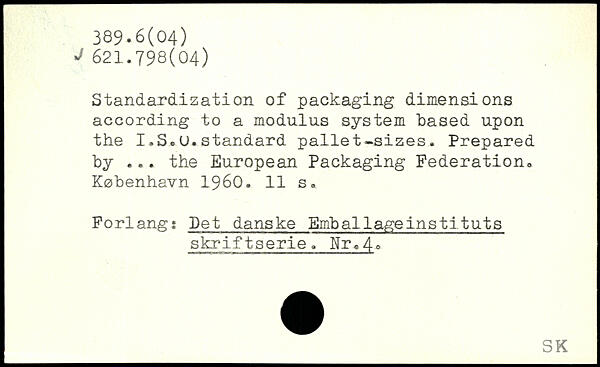 389.6(04)
✓ 621.798(04)
Standardization of packaging dimensions
according to a modulus system based upon
the I.S.O.standard pallet-sizes. Prepared
by ... the European Packaging Federation.
København 1960. 11 s.
Forlang: Det danske Emballageinstituts
skriftserie. Nr.4.
SK